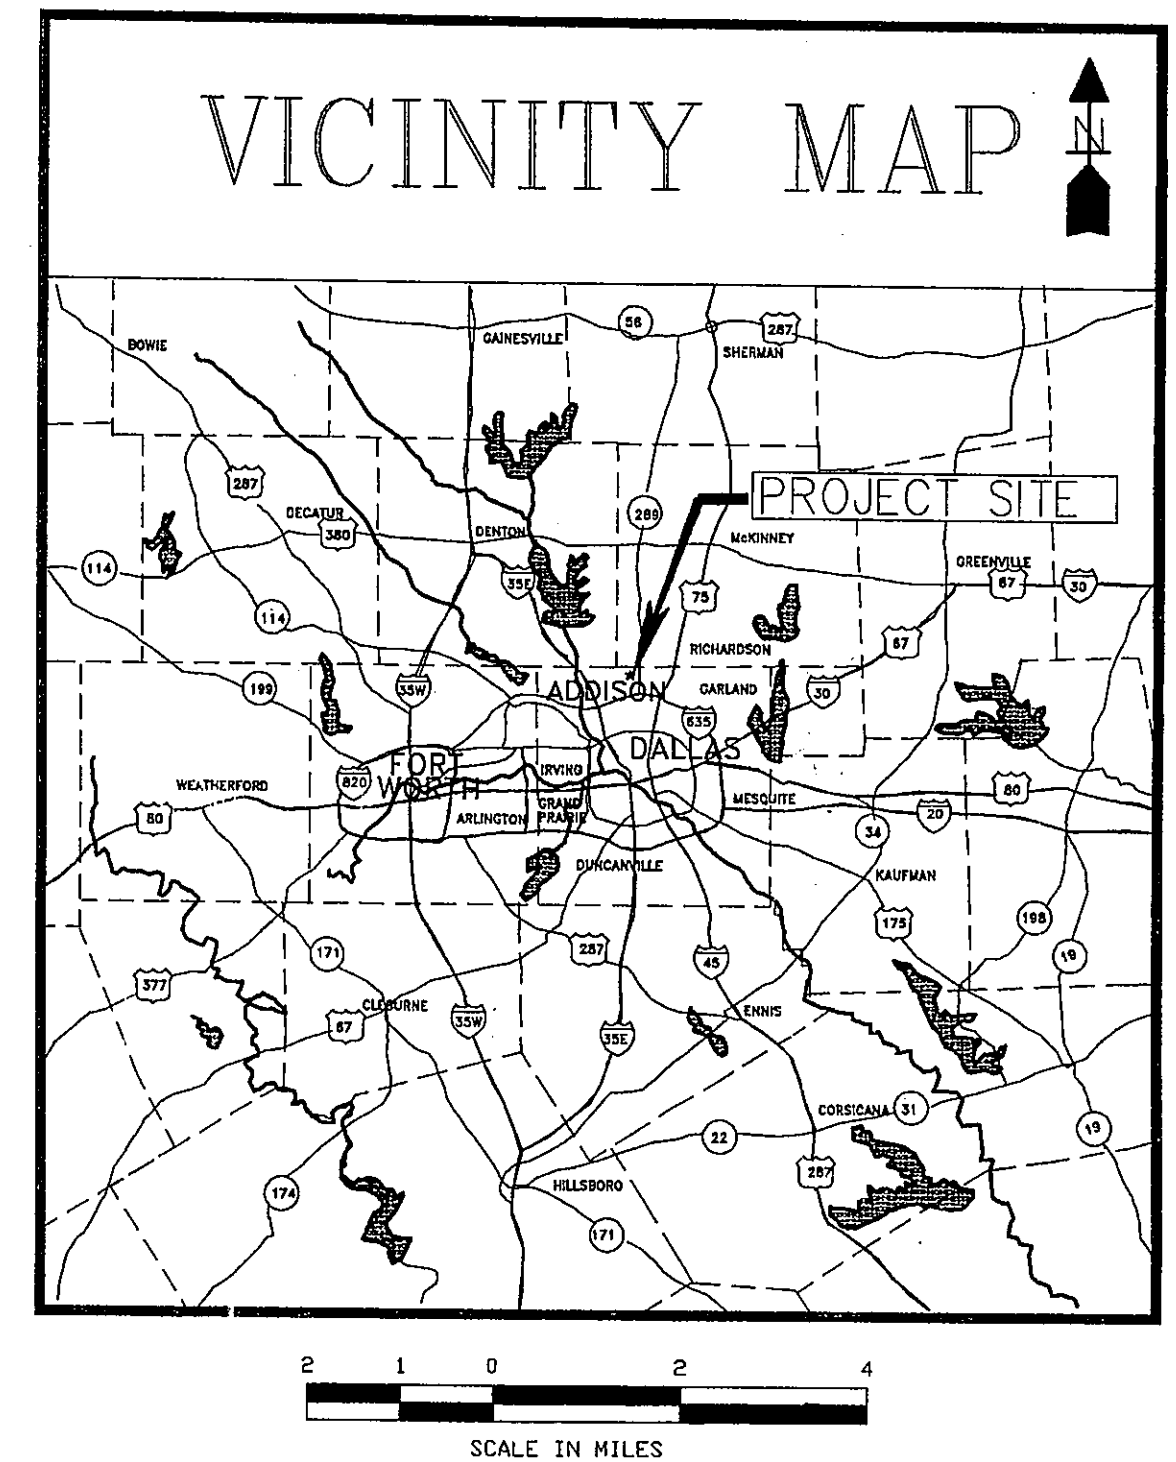 VICINITY MAP
N
BOWIE
GAINESVILLE
56
287
SHERMAN
287
DECATUR
380
DENTON
289
PROJECT SITE
McKINNEY
114
GREENVILLE
67
30
35E
75
114
RICHARDSON
67
199
35W
ADDISON
GARLAND
30
635
DALLAS
FORT
WORTH
820
IRVING
WEATHERFORD
80
ARLINGTON
GRAND
PRAIRIE
MESQUITE
80
20
34
DUNCANVILLE
KAUFMAN
175
198
171
287
45
19
377
CLEBURNE
67
35W
35E
ENNIS
CORSICANA
31
22
19
287
174
HILLSBORO
171
2 1 0 2 4
SCALE IN MILES